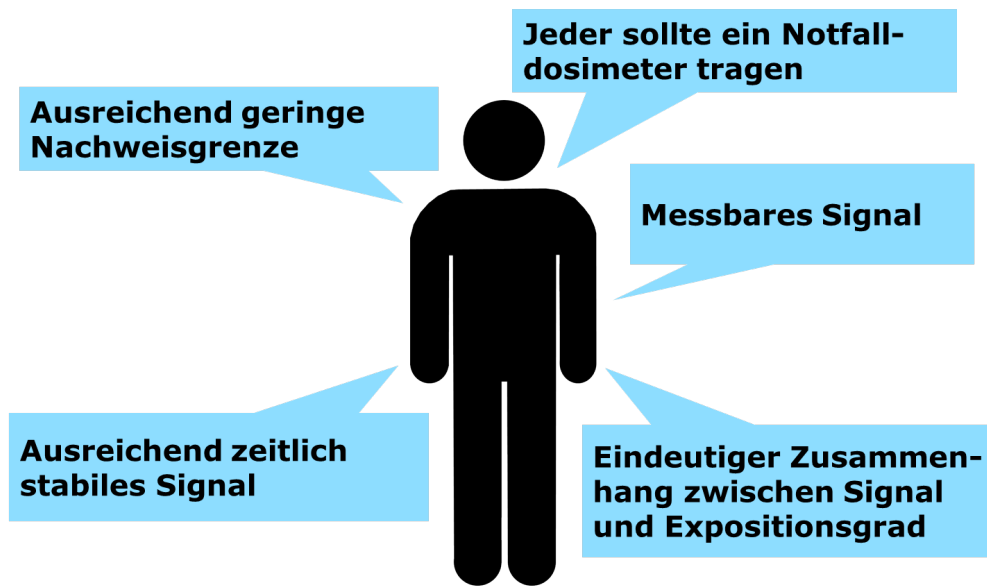 Jeder sollte ein Notfall-
dosimeter tragen
Ausreichend geringe
Nachweisgrenze
Messbares Signal
Ausreichend zeitlich
stabiles Signal
Eindeutiger Zusammen-
hang zwischen Signal
und Expositionsgrad